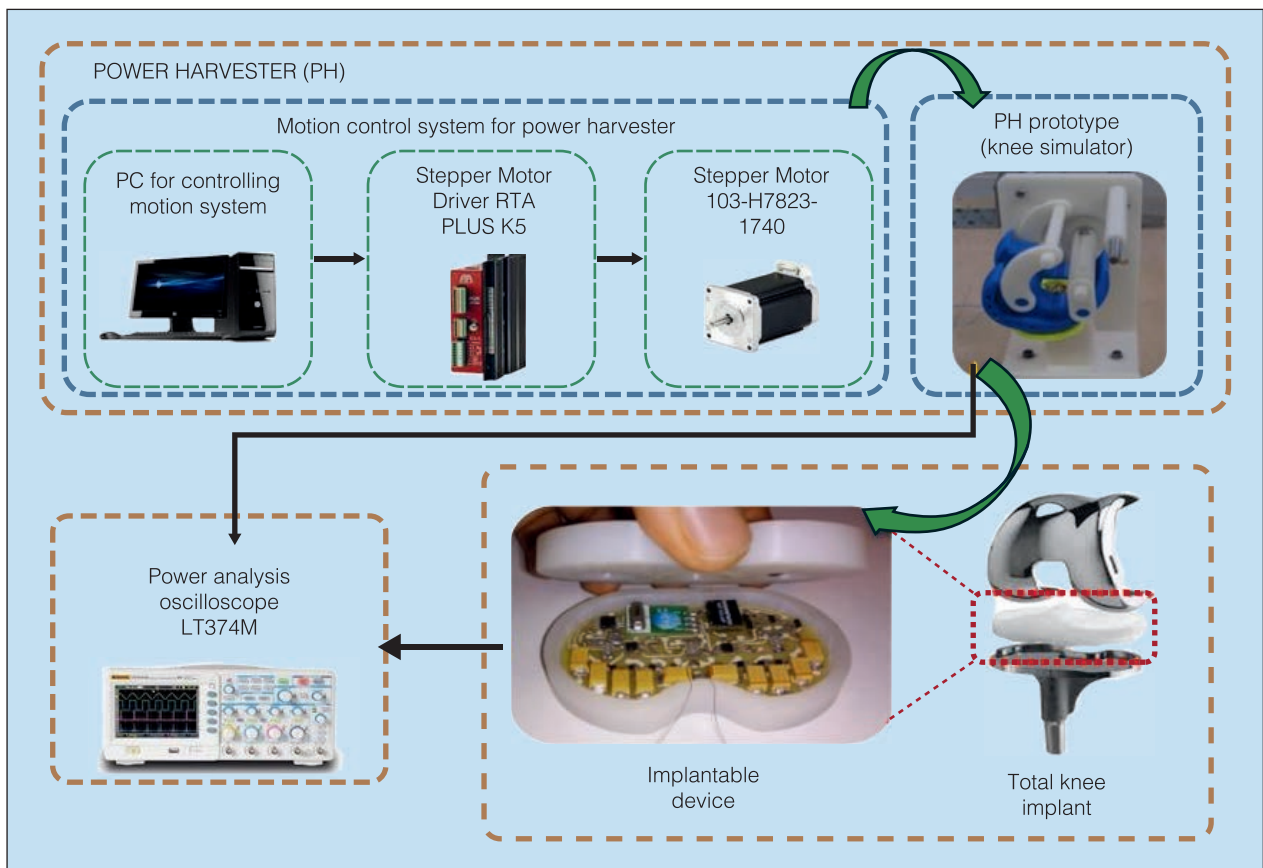 POWER HARVESTER (PH)
Motion control system for power harvester
PC for controlling
motion system
Stepper Motor
Driver RTA
PLUS K5
Stepper Motor
103-H7823-
1740
PH prototype
(knee simulator)
Power analysis
oscilloscope
LT374M
Implantable
device
Total knee
implant